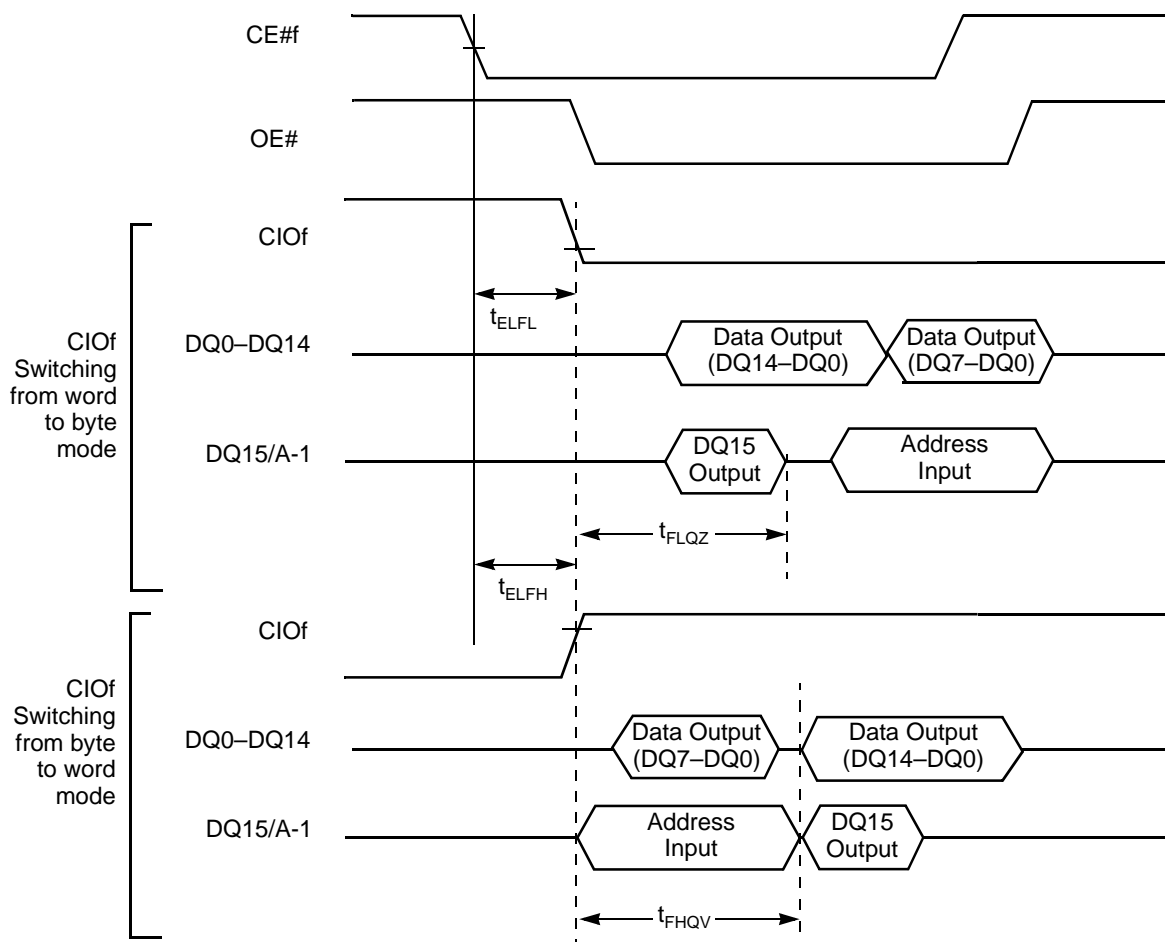 CE#f
OE#
CIOf
tELFL
CIOf
Switching
from word
to byte
mode
DQ0–DQ14
Data Output
(DQ14–DQ0)
Data Output
(DQ7–DQ0)
DQ15/A-1
DQ15
Output
Address
Input
tFLQZ
tELFH
CIOf
CIOf
Switching
from byte
to word
mode
DQ0–DQ14
Data Output
(DQ7–DQ0)
Data Output
(DQ14–DQ0)
DQ15/A-1
Address
Input
DQ15
Output
tFHQV